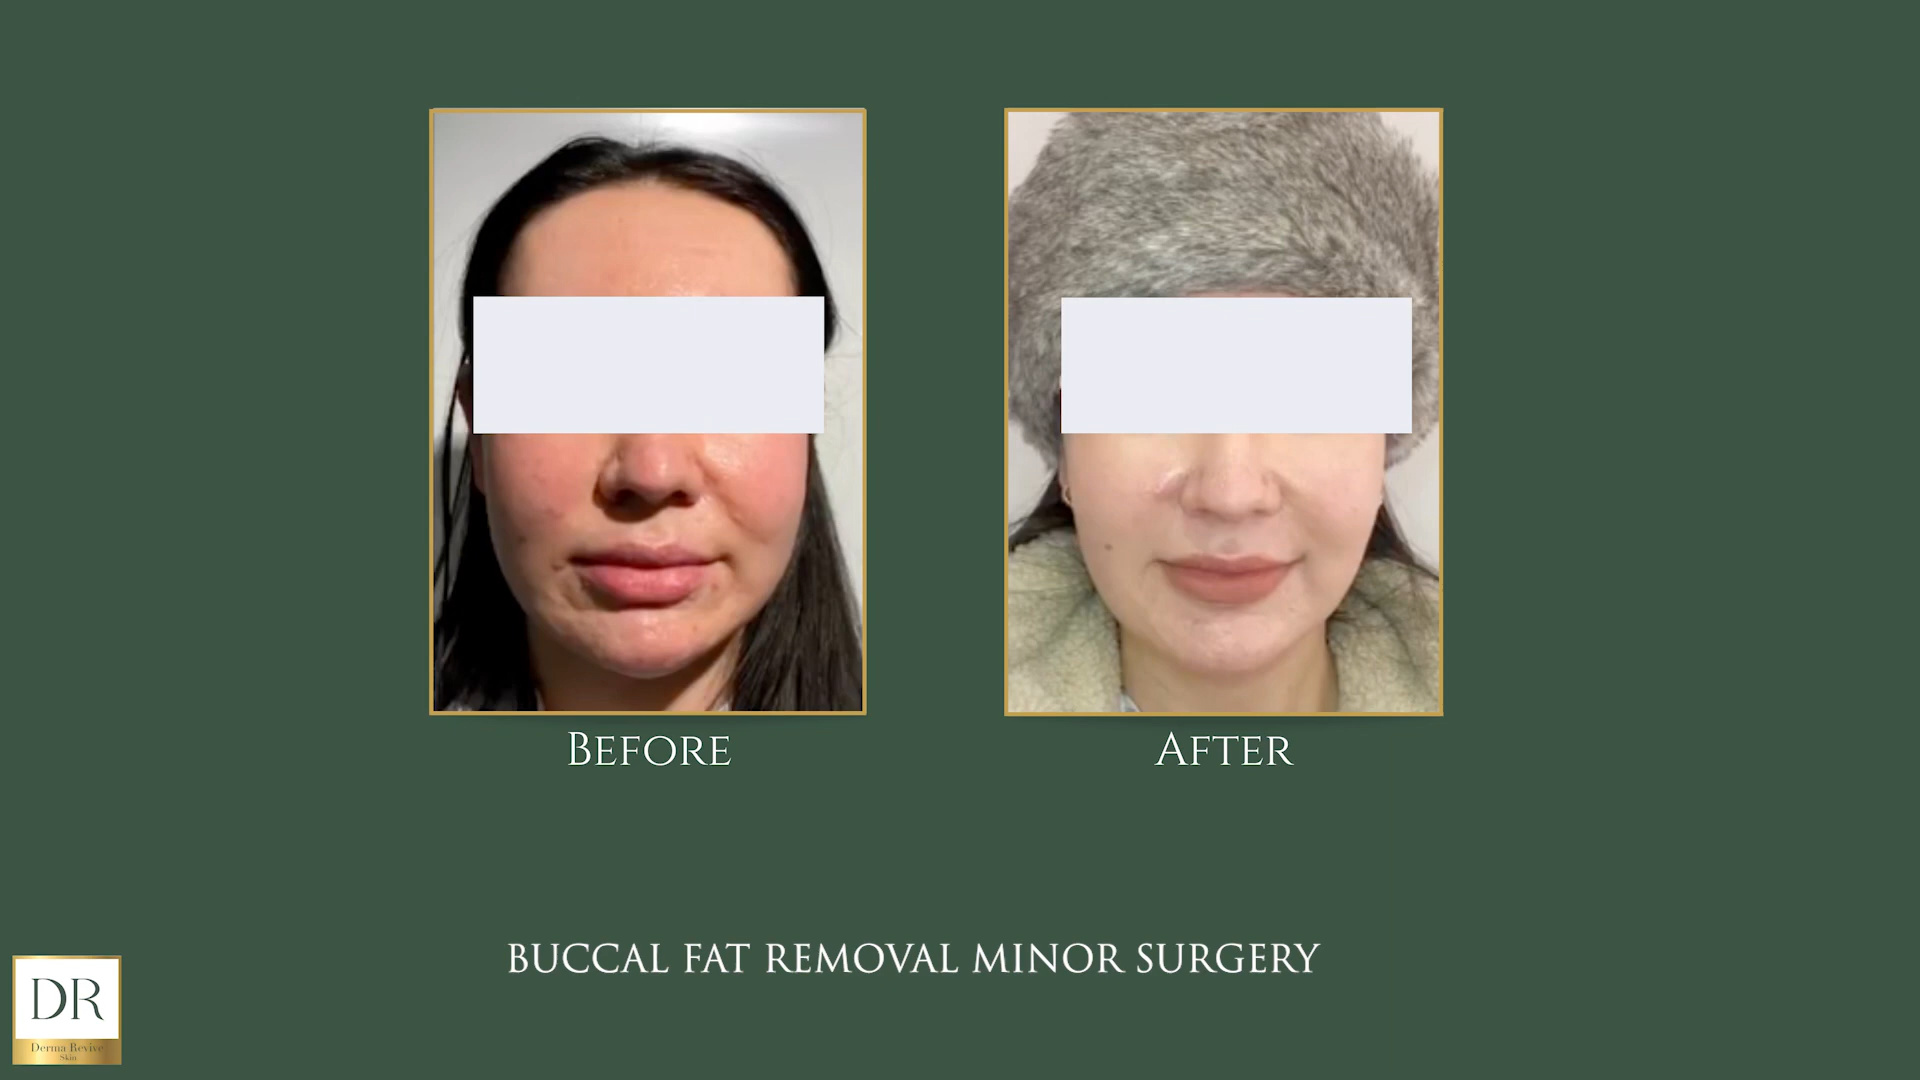 BEFORE
AFTER
BUCCAL FAT REMOVAL MINOR SURGERY
DR
Derma Revive
Skin